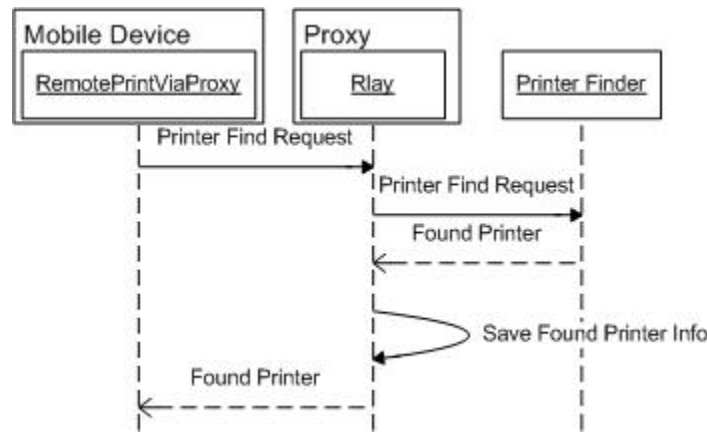 Mobile Device
Proxy
RemotePrintViaProxy
Rlay
Printer Finder
Printer Find Request
Printer Find Request
Found Printer
Save Found Printer Info
Found Printer